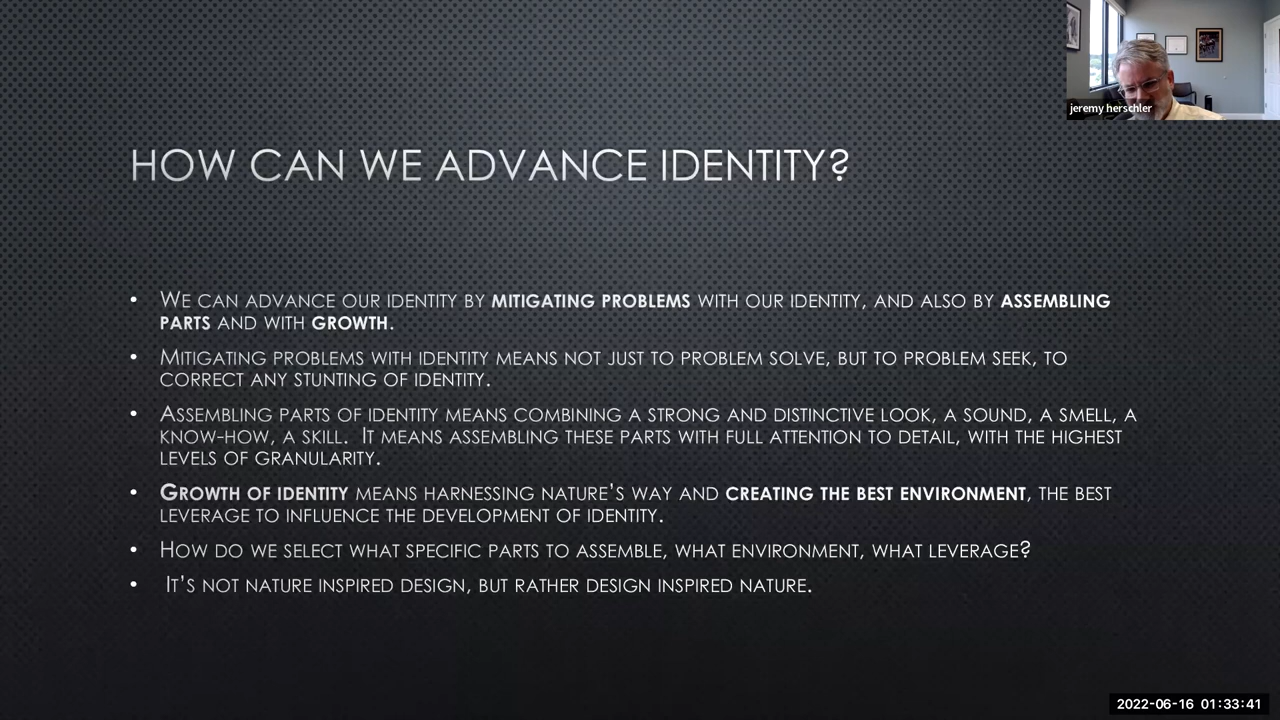 jeremy herschler
HOW CAN WE ADVANCE IDENTITY?
• WE CAN ADVANCE OUR IDENTITY BY MITIGATING PROBLEMS WITH OUR IDENTITY, AND ALSO BY ASSEMBLING
PARTS AND WITH GROWTH.
• MITIGATING PROBLEMS WITH IDENTITY MEANS NOT JUST TO PROBLEM SOLVE, BUT TO PROBLEM SEEK, TO
CORRECT ANY STUNTING OF IDENTITY.
• ASSEMBLING PARTS OF IDENTITY MEANS COMBINING A STRONG AND DISTINCTIVE LOOK, A SOUND, A SMELL, A
KNOW-HOW, A SKILL.  IT MEANS ASSEMBLING THESE PARTS WITH FULL ATTENTION TO DETAIL, WITH THE HIGHEST
LEVELS OF GRANULARITY.
• GROWTH OF IDENTITY MEANS HARNESSING NATURE'S WAY AND CREATING THE BEST ENVIRONMENT, THE BEST
LEVERAGE TO INFLUENCE THE DEVELOPMENT OF IDENTITY.
• HOW DO WE SELECT WHAT SPECIFIC PARTS TO ASSEMBLE, WHAT ENVIRONMENT, WHAT LEVERAGE?
• IT'S NOT NATURE INSPIRED DESIGN, BUT RATHER DESIGN INSPIRED NATURE.
2022-06-16 01:33:41